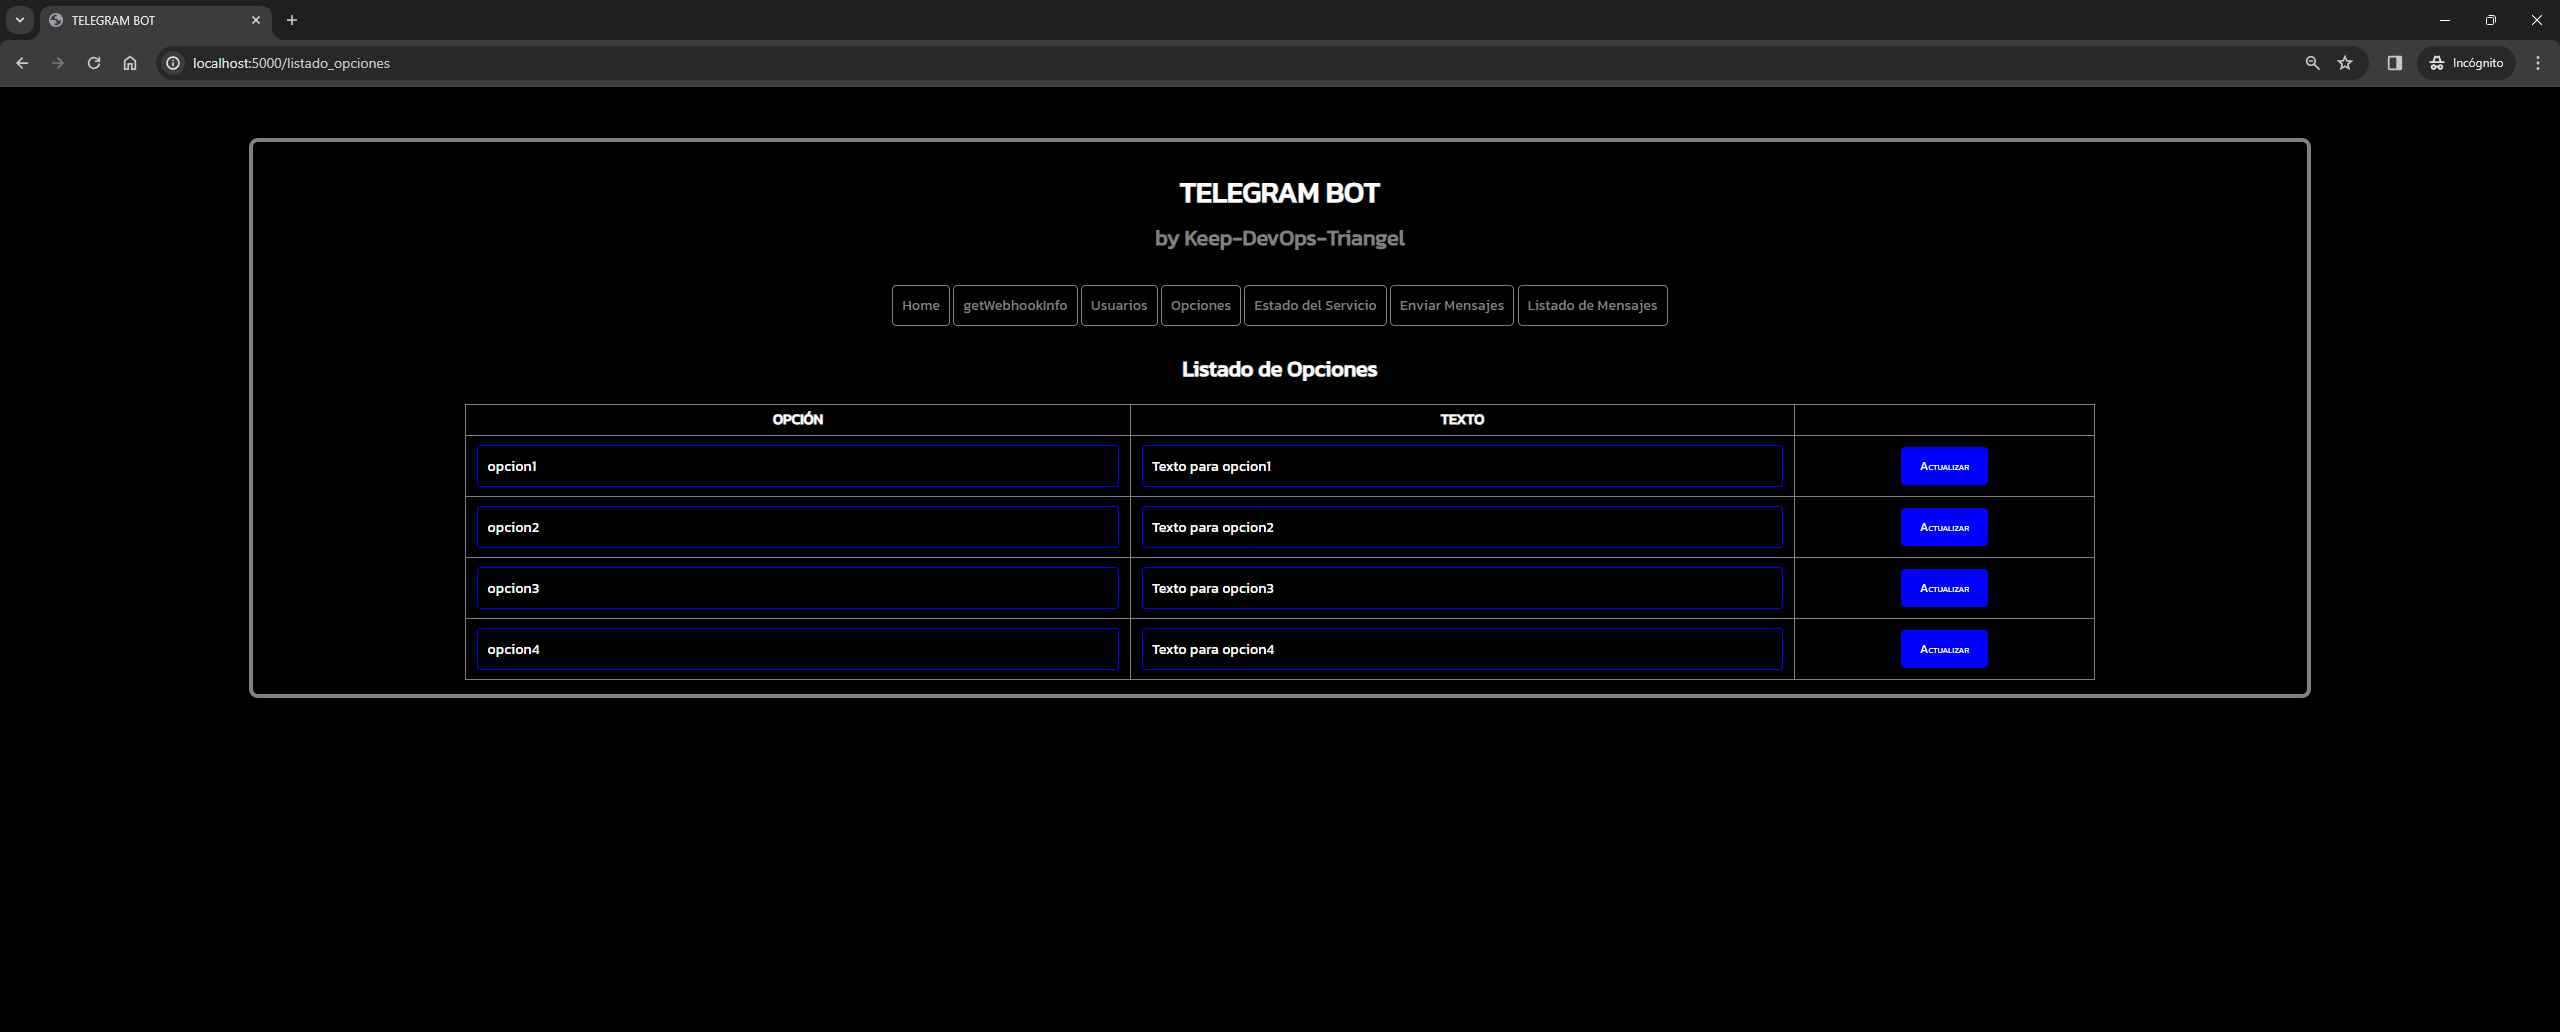 TELEGRAM BOT
localhost:5000/listado_opciones
Incógnito
TELEGRAM BOT
by Keep-DevOps-Triangel
Home getWebhookInfo Usuarios Opciones Estado del Servicio Enviar Mensajes Listado de Mensajes
Listado de Opciones
OPCIÓN TEXTO
opcion1 Texto para opcion1 Actualizar
opcion2 Texto para opcion2 Actualizar
opcion3 Texto para opcion3 Actualizar
opcion4 Texto para opcion4 Actualizar